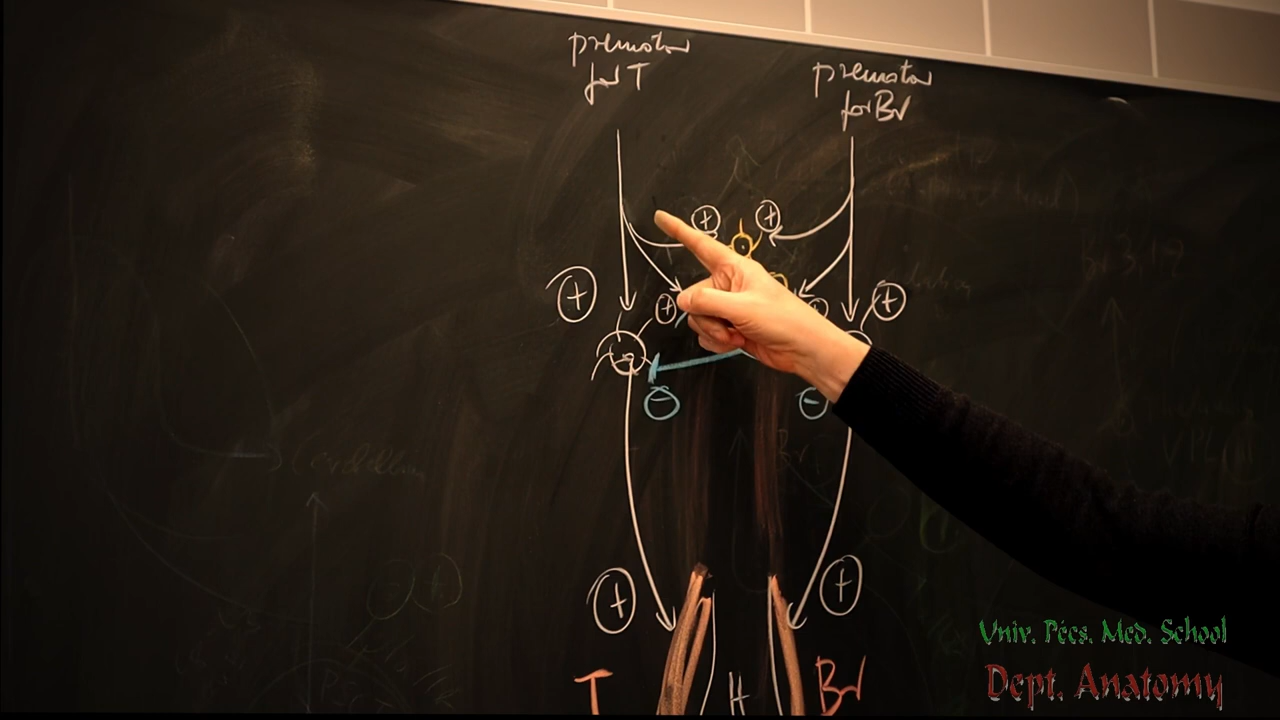 premotor
for T
premotor
for Br
+ +
+ + +
- -
+ +
T H Br
Univ. Pécs. Med. School
Dept. Anatomy